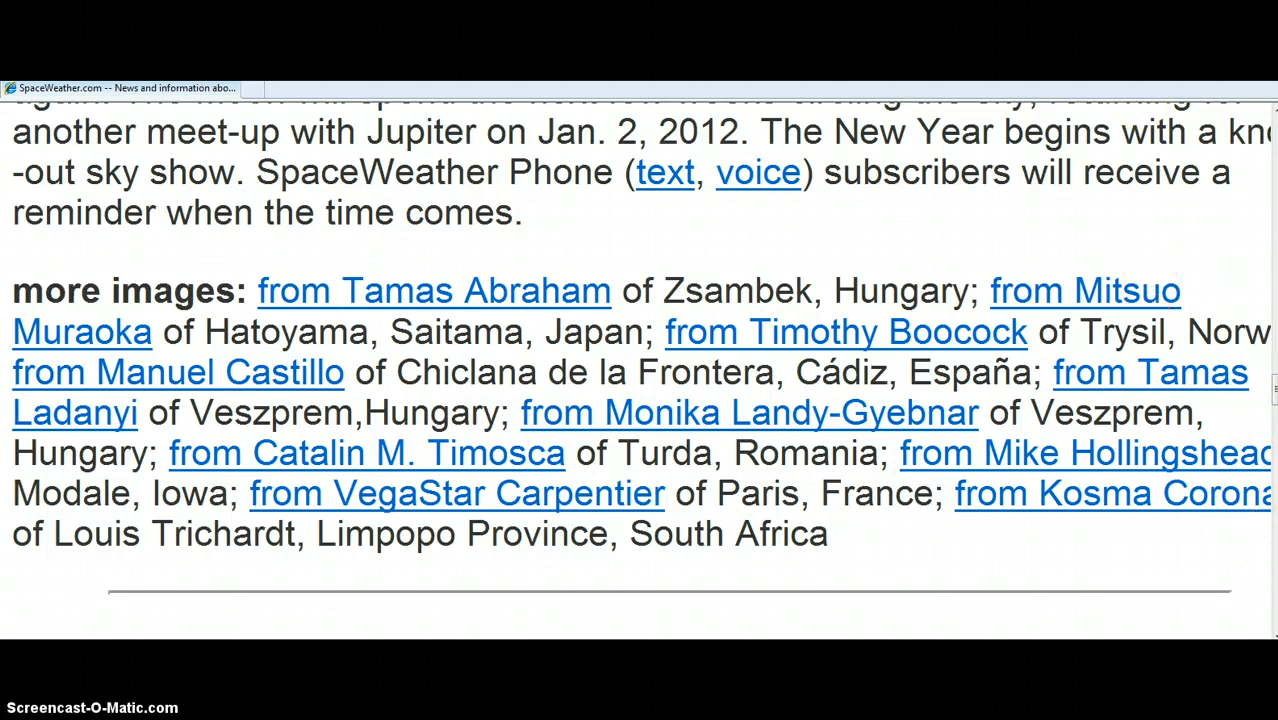 SpaceWeather.com -- News and information abo...
another meet-up with Jupiter on Jan. 2, 2012. The New Year begins with a
-out sky show. SpaceWeather Phone (text, voice) subscribers will receive a
reminder when the time comes.
more images: from Tamas Abraham of Zsambek, Hungary; from Mitsuo
Muraoka of Hatoyama, Saitama, Japan; from Timothy Boocock of Trysil, Norw
from Manuel Castillo of Chiclana de la Frontera, Cádiz, España; from Tamas
Ladanyi of Veszprem,Hungary; from Monika Landy-Gyebnar of Veszprem,
Hungary; from Catalin M. Timosca of Turda, Romania; from Mike Hollingshead
Modale, Iowa; from VegaStar Carpentier of Paris, France; from Kosma Corona
of Louis Trichardt, Limpopo Province, South Africa
Screencast-O-Matic.com